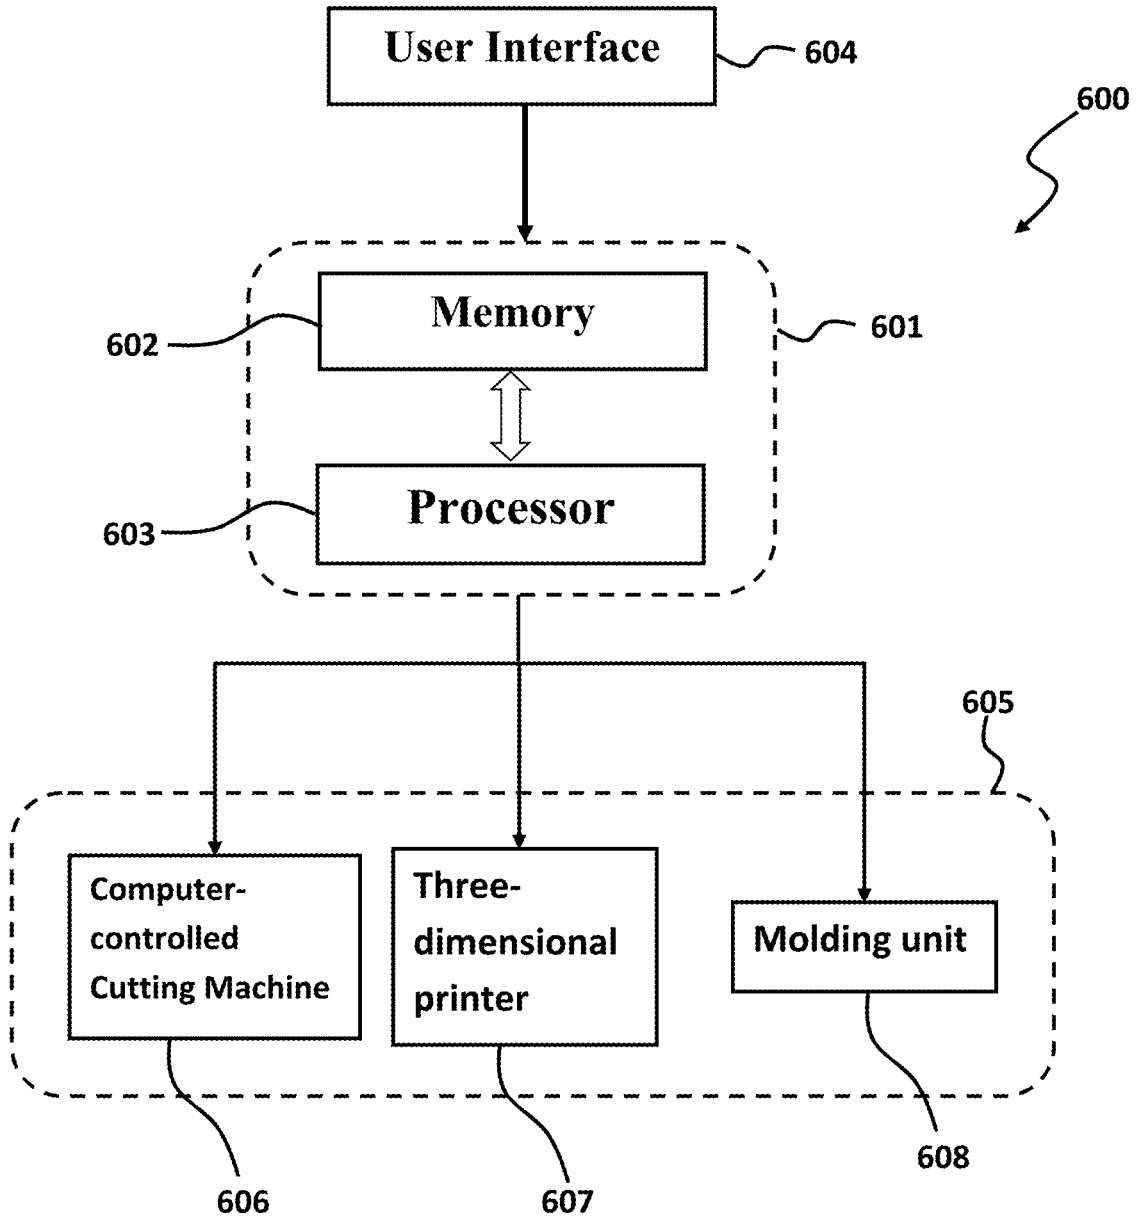 User Interface
604
600
Memory
602
601
Processor
603
605
Computer-
controlled
Cutting Machine
Three-
dimensional
printer
Molding unit
608
606
607